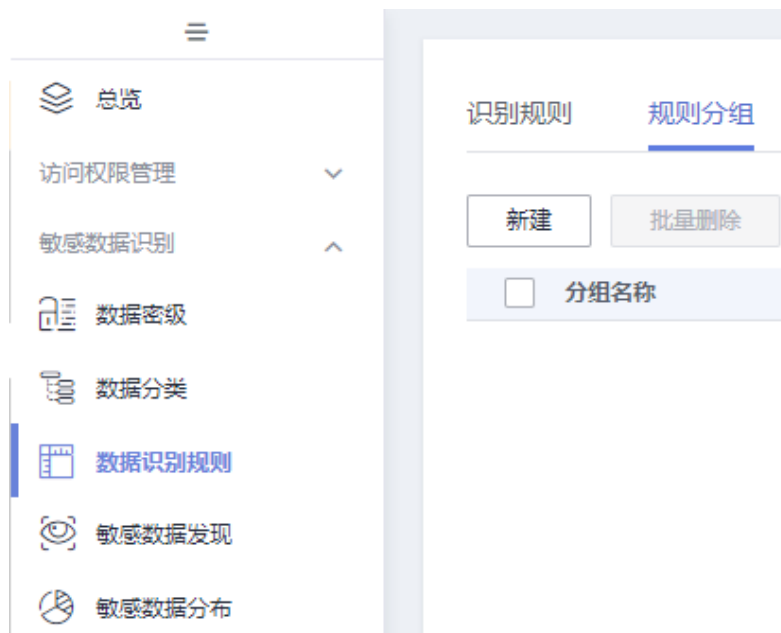 总览
访问权限管理
敏感数据识别
数据密级
数据分类
数据识别规则
敏感数据发现
敏感数据分布
识别规则 规则分组
新建 批量删除
分组名称